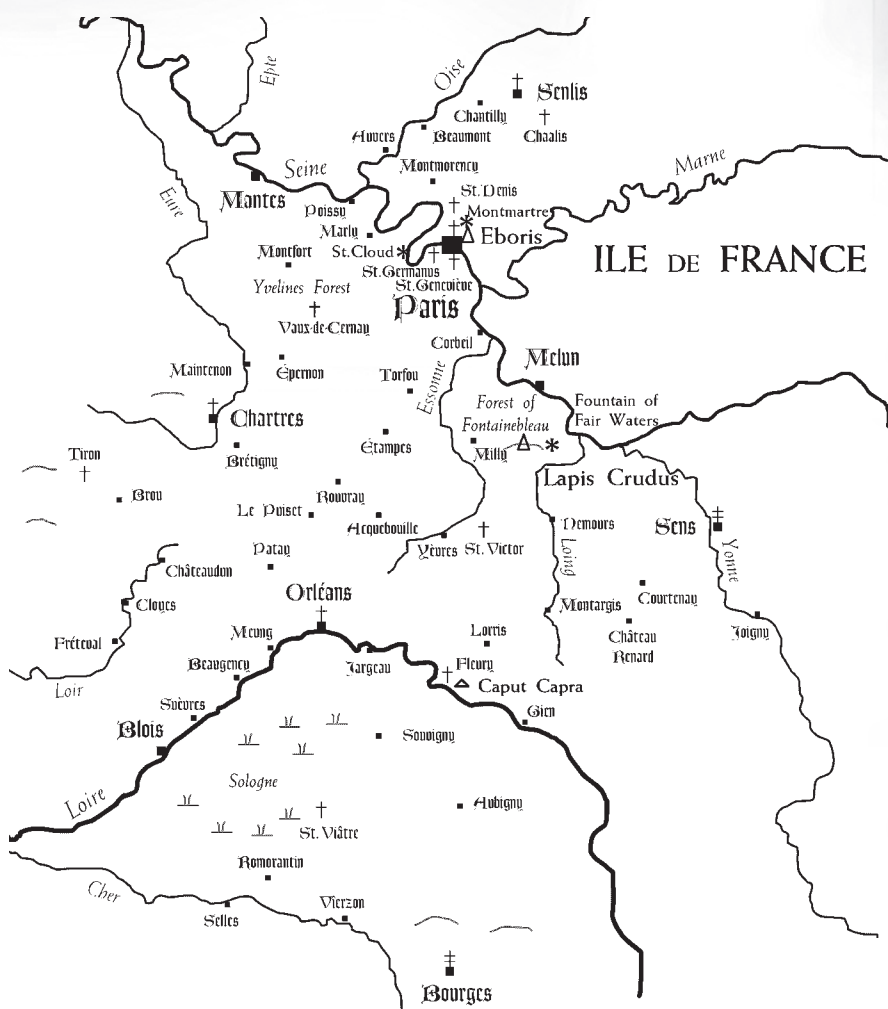 Epte
Oise
Senlis
Chantilly
Chaalis
Beaumont
Auvers
Montmorency
Marne
Seine
Eure
Mantes
St. Denis
Montmartre
Poissy
Marly
Eboris
Montfort
St. Cloud
ILE DE FRANCE
St. Germanus
St. Geneviève
Yvelines Forest
Paris
Vaux-de-Cernay
Corbeil
Melun
Maintenon
Épernon
Torfou
Essonne
Forest of
Fontainebleau
Fountain of
Fair Waters
Chartres
Étampes
Milly
Brétigny
Tiron
Lapis Crudus
Brou
Rouvray
Le Puiset
Acquebouille
Nemours
Sens
Yèvres
St. Victor
Loing
Yonne
Patay
Châteaudun
Orléans
Cloyes
Montargis
Courtenay
Château
Renard
Joigny
Meung
Lorris
Fréteval
Beaugency
Jargeau
Fleury
Loir
Caput Capra
Suèvres
Gien
Blois
Souvigny
Sologne
Loire
Aubigny
St. Viâtre
Romorantin
Cher
Selles
Vierzon
Bourges